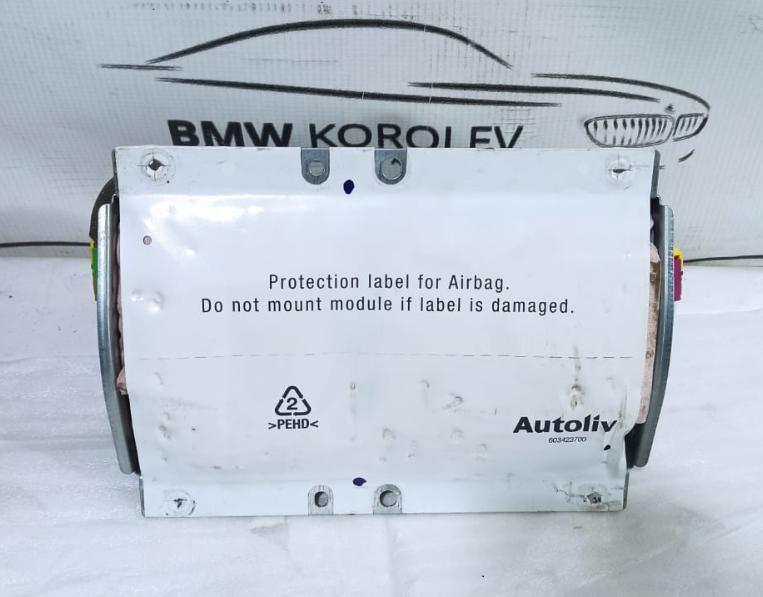 BMW KOROLEV
Protection label for Airbag.
Do not mount module if label is damaged.
2
>PEHD<
Autoliv
603423700